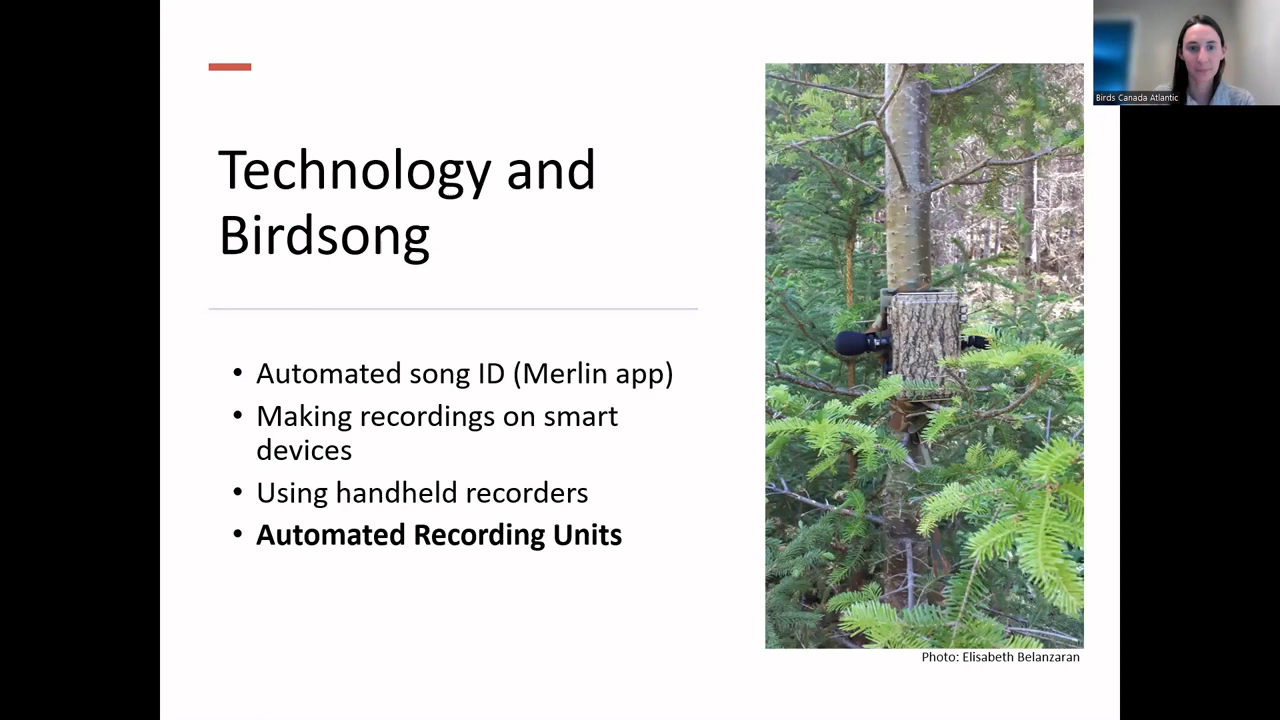 Birds Canada Atlantic
Technology and
Birdsong
• Automated song ID (Merlin app)
• Making recordings on smart
devices
• Using handheld recorders
• Automated Recording Units
Photo: Elisabeth Belanzaran